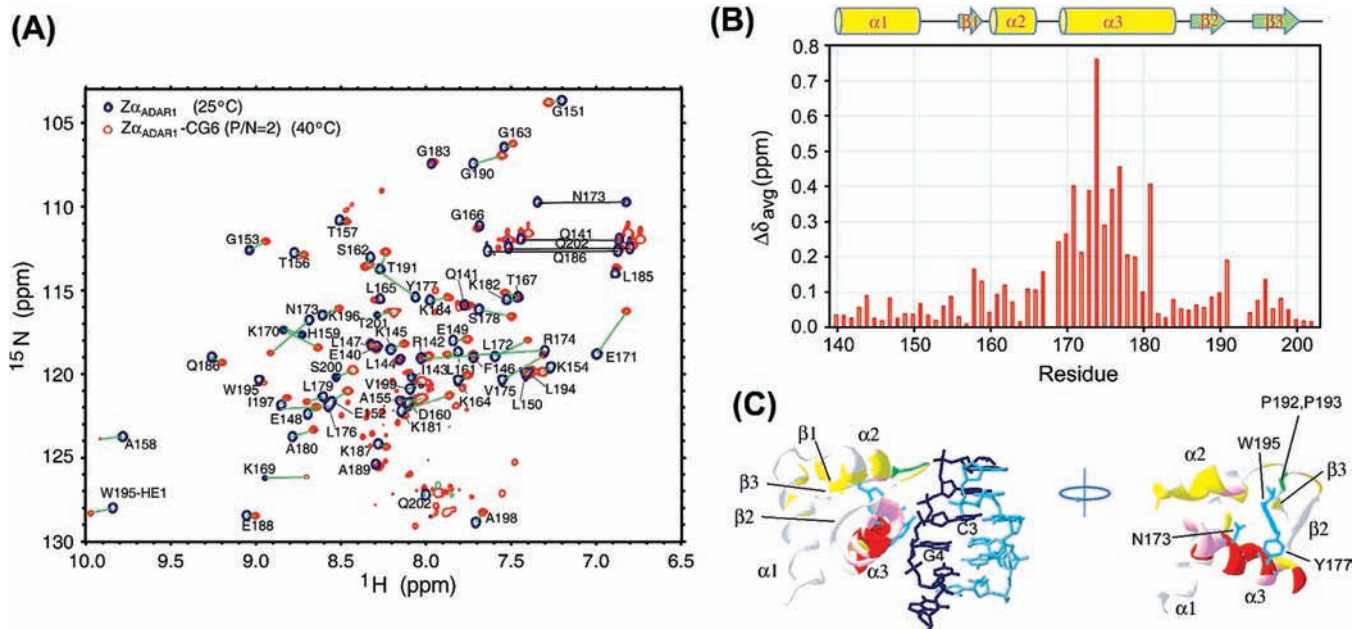 (A)
ZαADAR1 (25°C)
ZαADAR1-CG6 (P/N=2) (40°C)
G151
G163
G183
G190
N173
T157
G166
Q141
Q202
Q186
G153
S162
T156
T191
L185
Y177
Q141
T167
L165
K182
K184
N173
K196
S178
T201
K170
H159
K145
E149
R142
R174
L147
L172
E171
E140
Q186
L144
I143
L161
F146
K154
S200
W195
V199
V175
L194
L179
A155
K164
L150
I197
D160
E148
E152
K181
L176
A158
A180
K187
K169
A189
W195-HE1
Q202
E188
A198
105
110
115
120
125
130
15N (ppm)
10.0 9.5 9.0 8.5 8.0 7.5 7.0 6.5
1H (ppm)
(B)
α1 β1 α2 α3 β2 β3
0.8
0.7
0.6
0.5
0.4
0.3
0.2
0.1
0.0
Δδavg(ppm)
140 150 160 170 180 190 200
Residue
(C)
β1
α2
β3
β2
α1
α3
G4
C3
P192,P193
W195
α2
β3
β2
N173
Y177
α1
α3